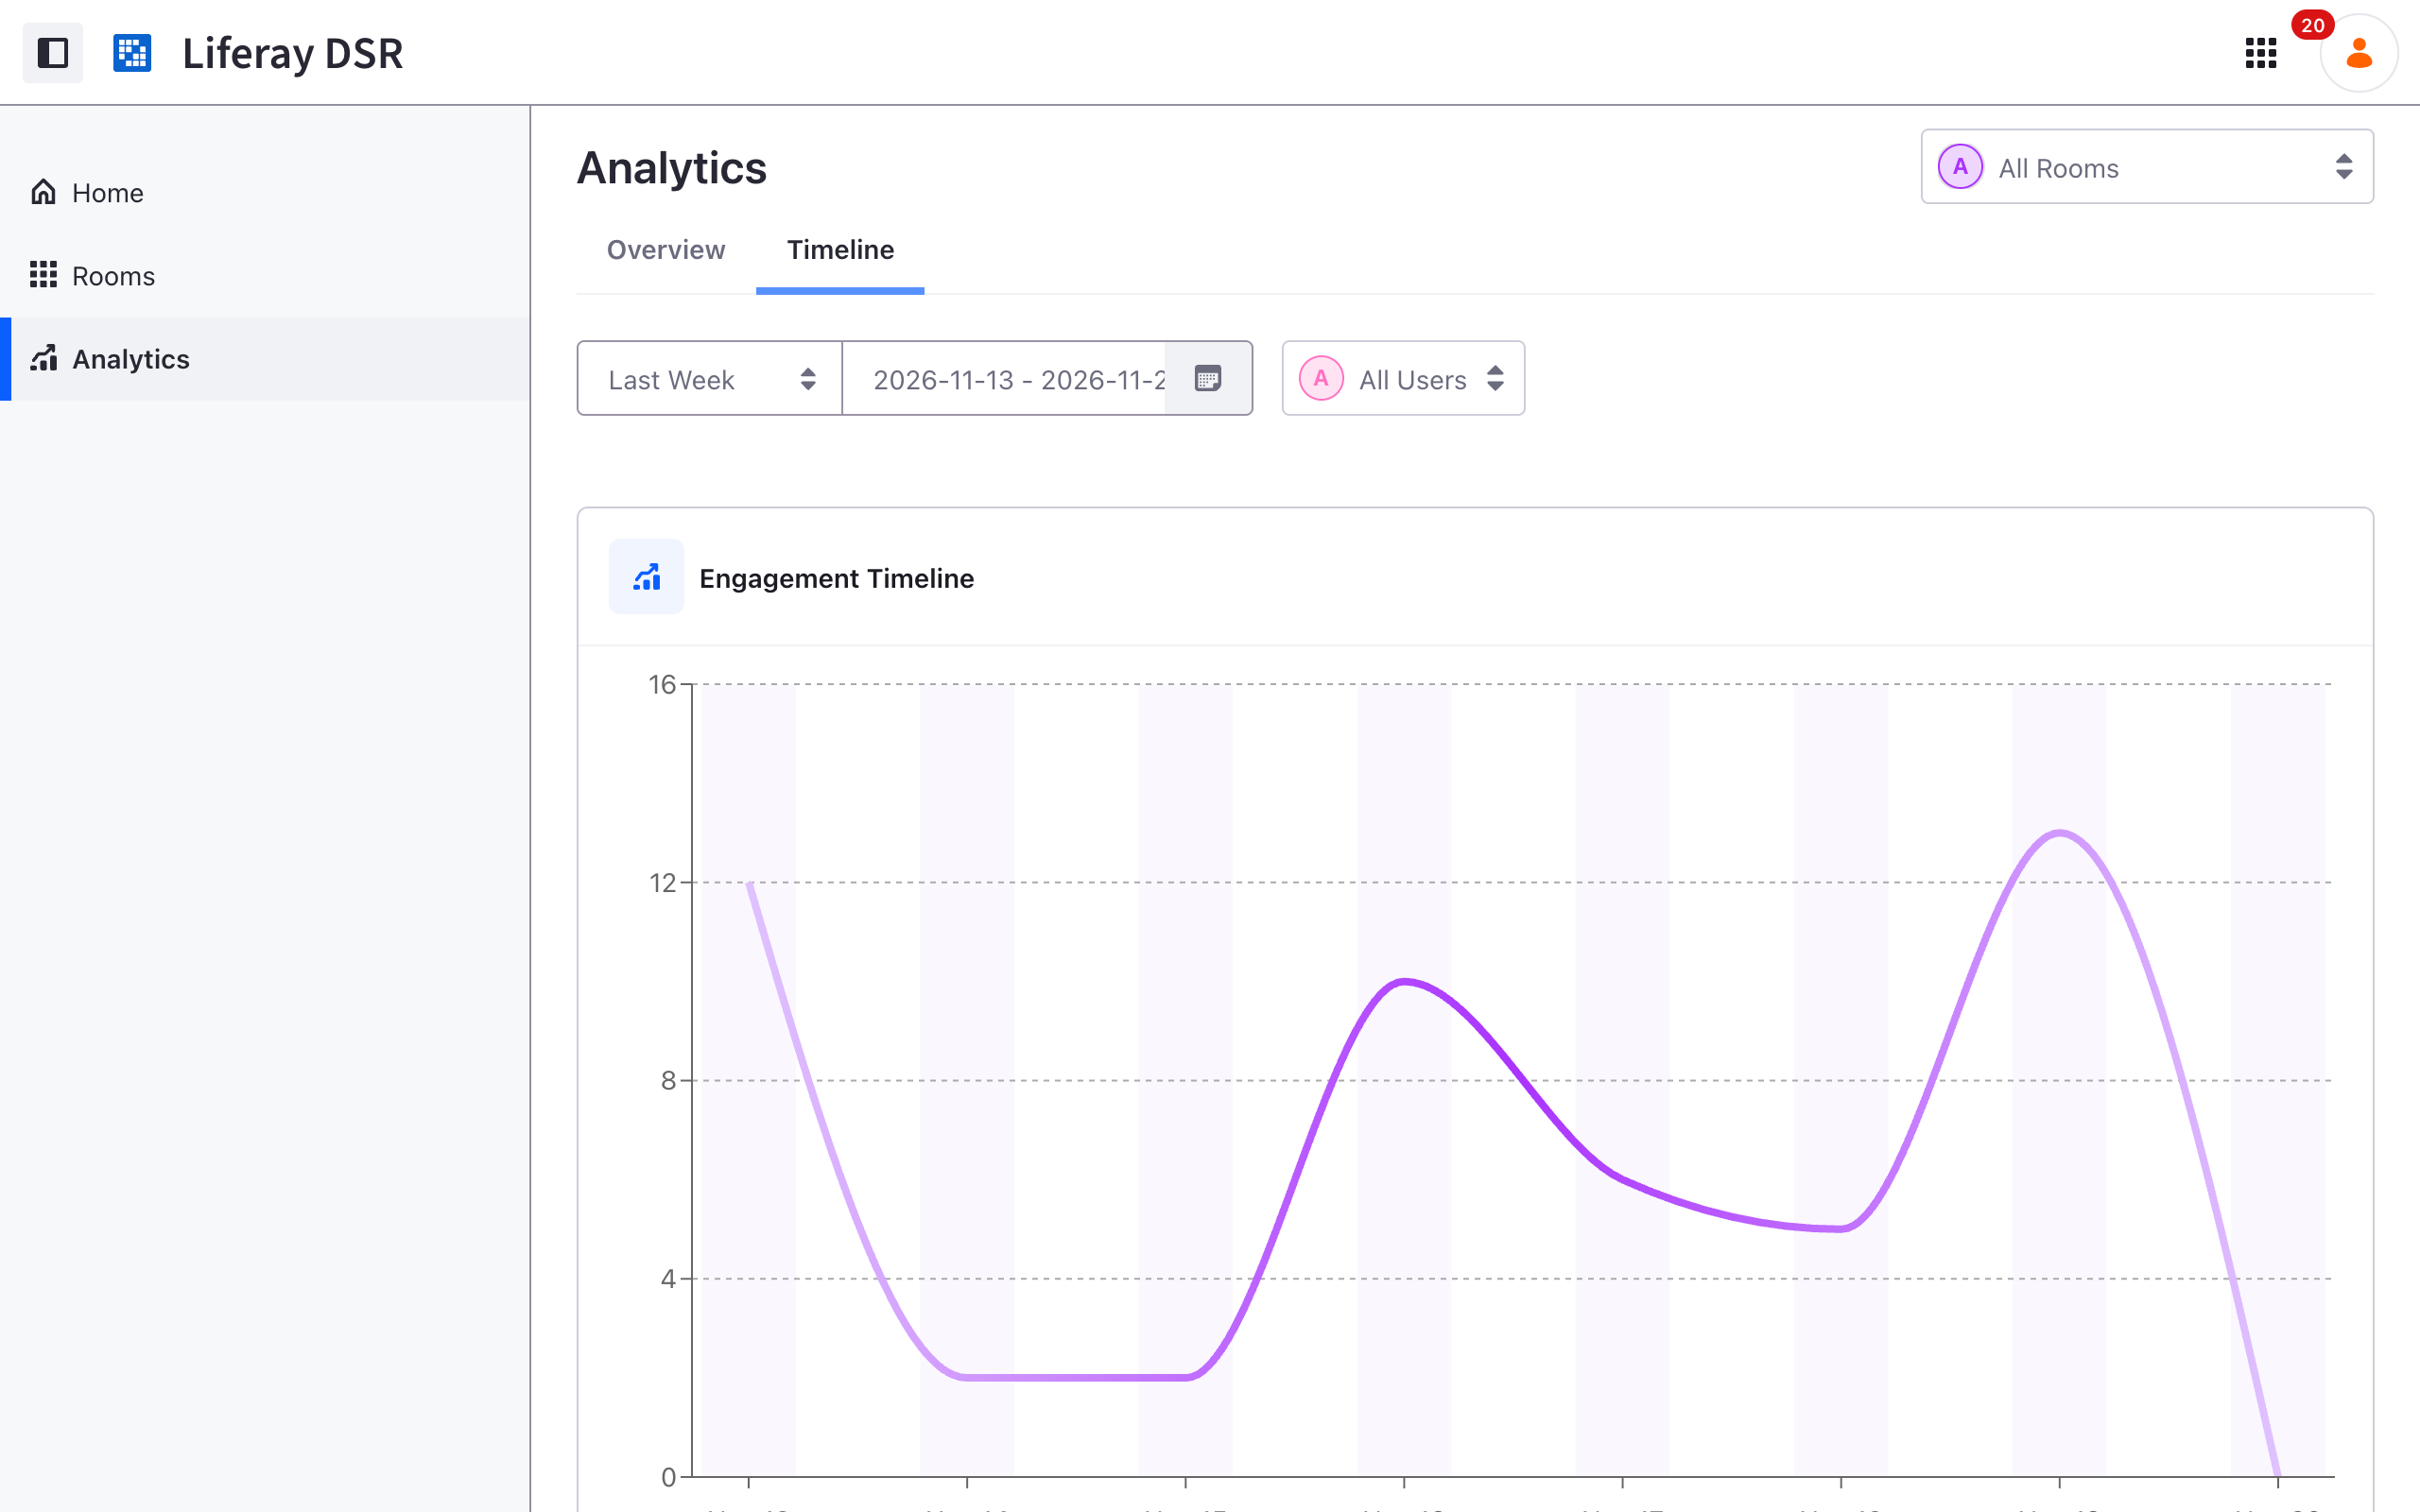 Liferay DSR
20
Home
Rooms
Analytics
Analytics
A All Rooms
Overview Timeline
Last Week 2026-11-13 - 2026-11-2 A All Users
Engagement Timeline
16
12
8
4
0